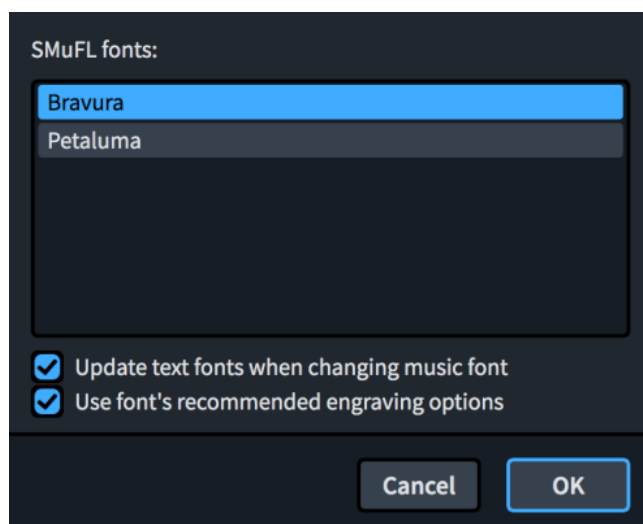 SMuFL fonts:
Bravura
Petaluma
Update text fonts when changing music font
Use font's recommended engraving options
Cancel OK